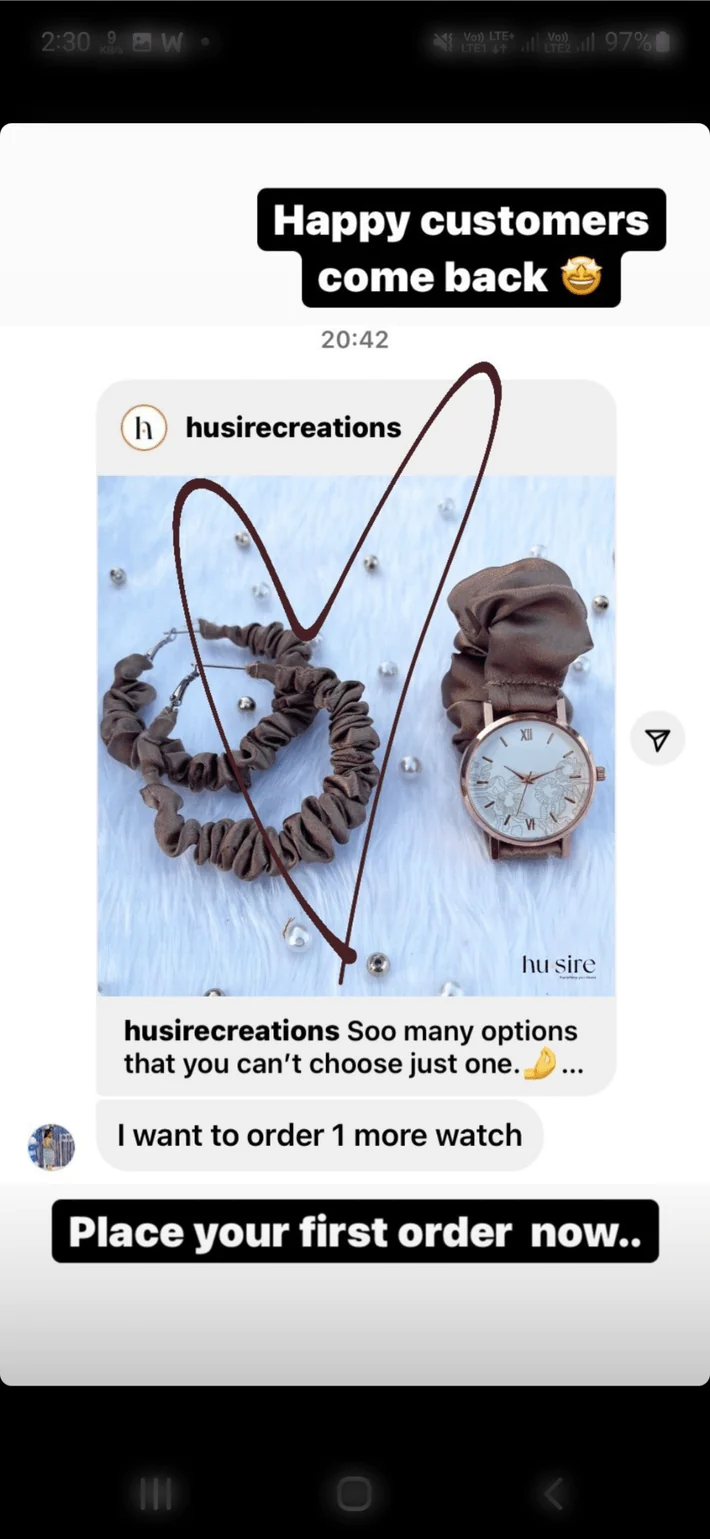 2:30 9 KB/s W
Vo)) LTE+ LTE1 Vo)) LTE2 97%
Happy customers
come back 🤩
20:42
h husirecreations
XII
VI
hu sire
husirecreations Soo many options
that you can't choose just one.🤌...
I want to order 1 more watch
Place your first order now..